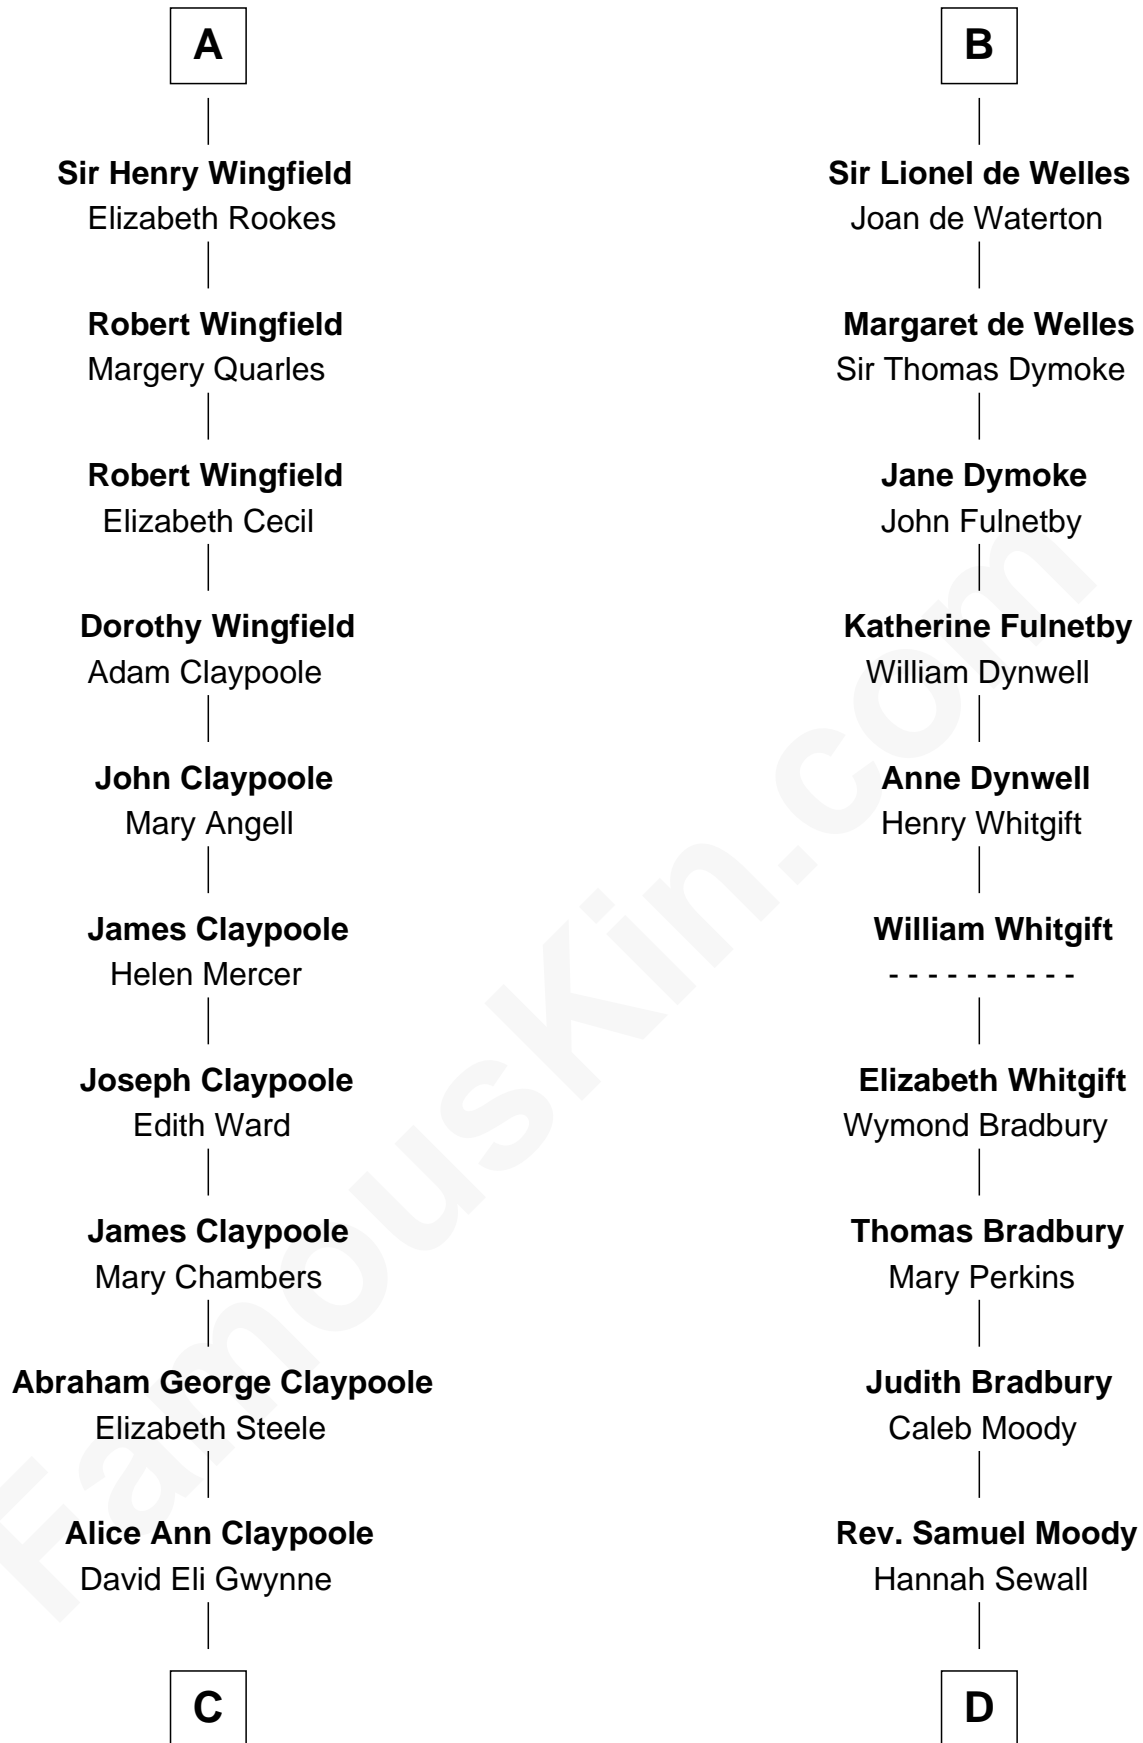 A
Sir Henry Wingfield
Elizabeth Rookes
Robert Wingfield
Margery Quarles
Robert Wingfield
Elizabeth Cecil
Dorothy Wingfield
Adam Claypoole
John Claypoole
Mary Angell
James Claypoole
Helen Mercer
Joseph Claypoole
Edith Ward
James Claypoole
Mary Chambers
Abraham George Claypoole
Elizabeth Steele
Alice Ann Claypoole
David Eli Gwynne
C
B
Sir Lionel de Welles
Joan de Waterton
Margaret de Welles
Sir Thomas Dymoke
Jane Dymoke
John Fulnetby
Katherine Fulnetby
William Dynwell
Anne Dynwell
Henry Whitgift
William Whitgift
- - - - - - - - - -
Elizabeth Whitgift
Wymond Bradbury
Thomas Bradbury
Mary Perkins
Judith Bradbury
Caleb Moody
Rev. Samuel Moody
Hannah Sewall
D
FamousKin.com